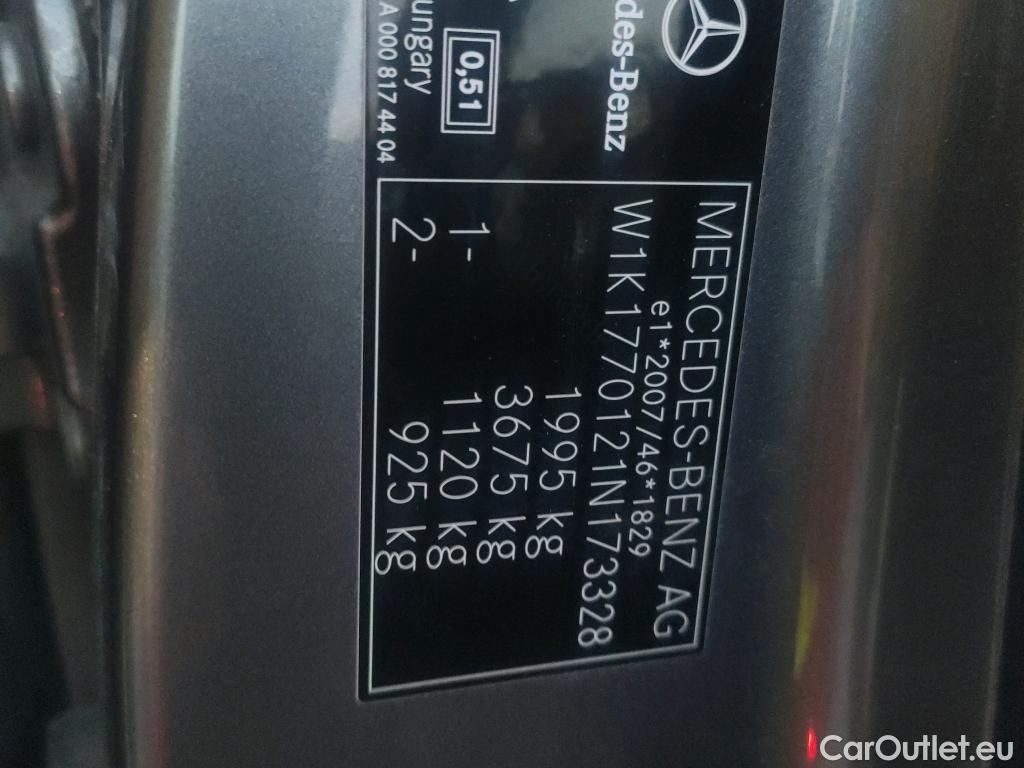 des-Benz
0,51
ungary
A 000 817 44 04
MERCEDES-BENZ AG
e1*2007/46*1829
W1K1770121N173328
1995 kg
3675 kg
1- 1120 kg
2- 925 kg
CarOutlet.eu